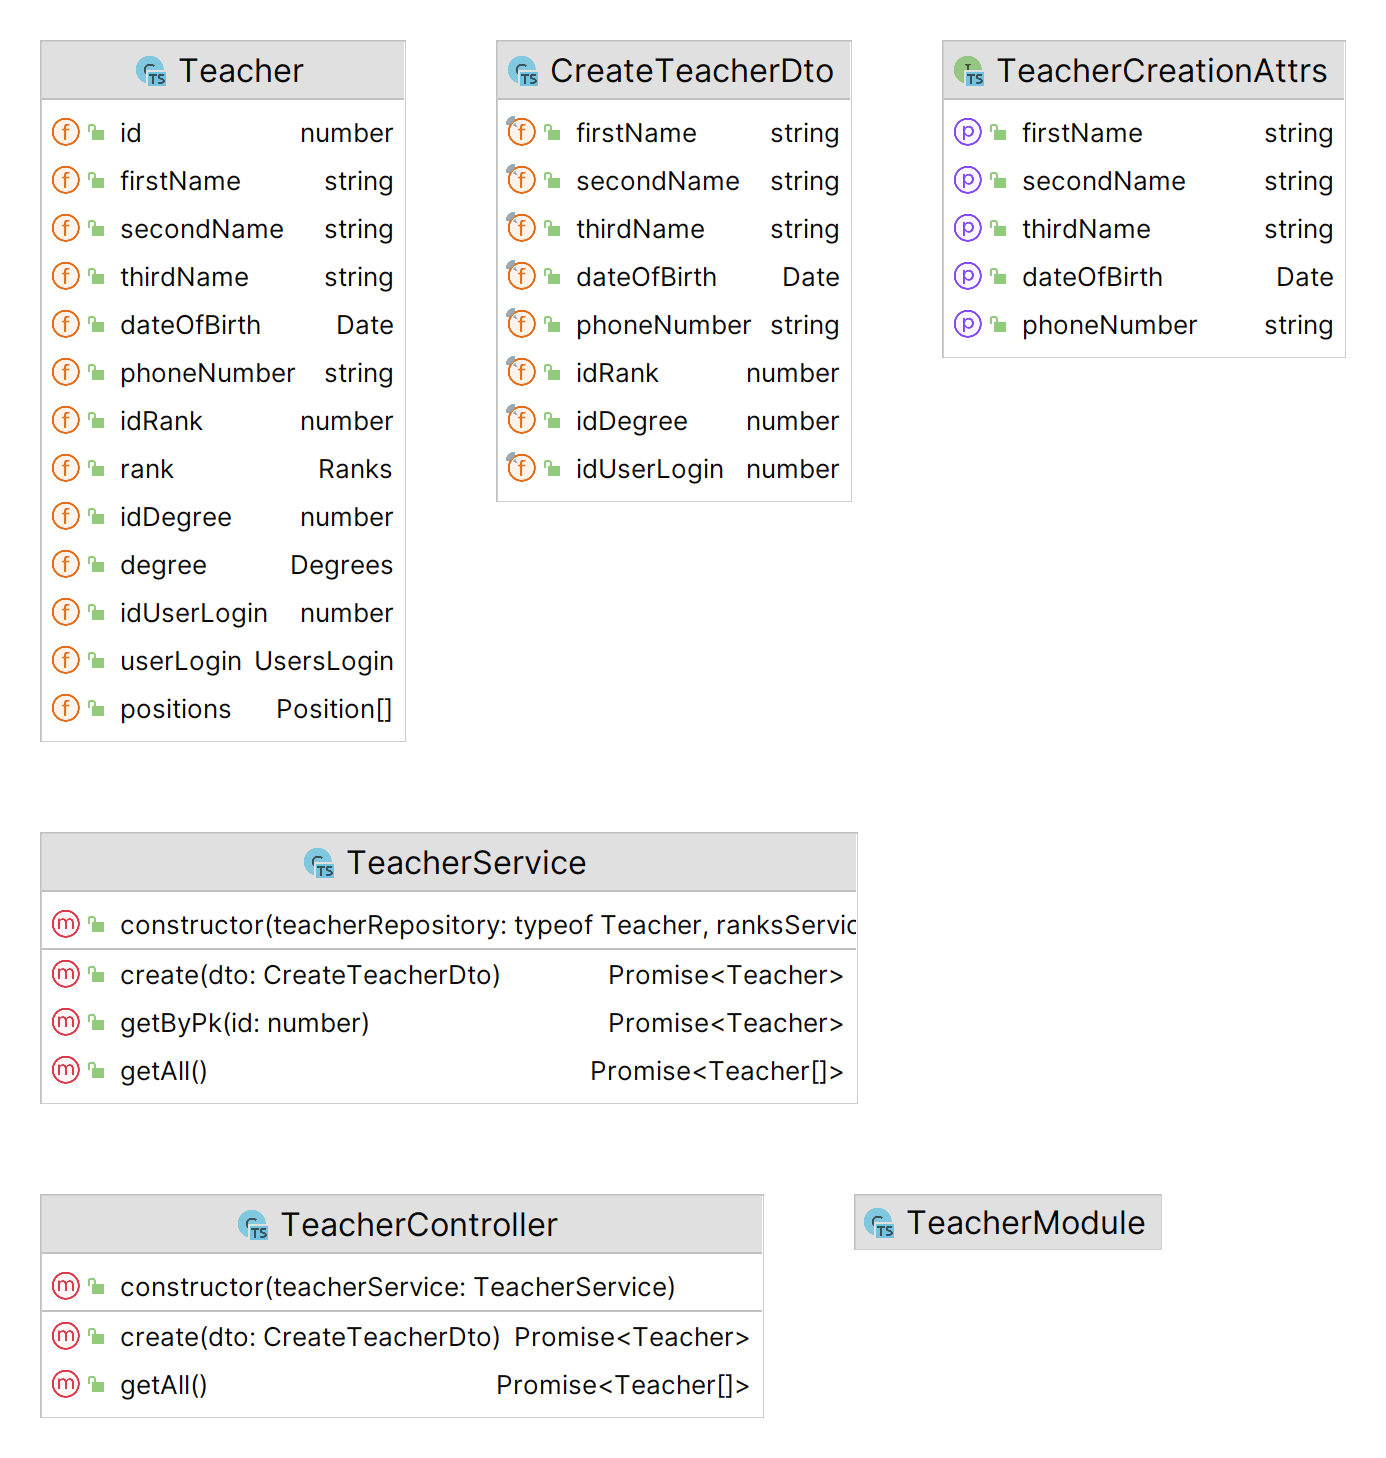 Teacher
id number
firstName string
secondName string
thirdName string
dateOfBirth Date
phoneNumber string
idRank number
rank Ranks
idDegree number
degree Degrees
idUserLogin number
userLogin UsersLogin
positions Position[]
CreateTeacherDto
firstName string
secondName string
thirdName string
dateOfBirth Date
phoneNumber string
idRank number
idDegree number
idUserLogin number
TeacherCreationAttrs
firstName string
secondName string
thirdName string
dateOfBirth Date
phoneNumber string
TeacherService
constructor(teacherRepository: typeof Teacher, ranksServic
create(dto: CreateTeacherDto) Promise<Teacher>
getByPk(id: number) Promise<Teacher>
getAll() Promise<Teacher[]>
TeacherController
constructor(teacherService: TeacherService)
create(dto: CreateTeacherDto) Promise<Teacher>
getAll() Promise<Teacher[]>
TeacherModule